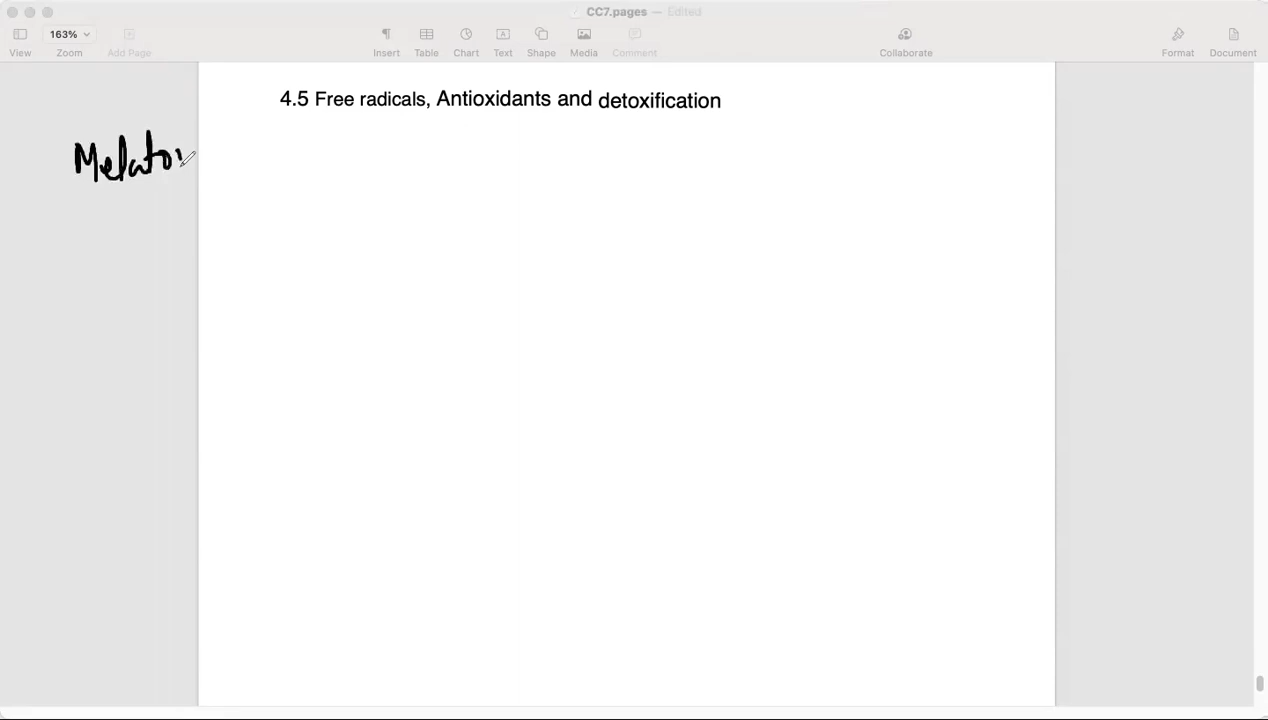 CC7.pages — Edited
163%
View Zoom Add Page Insert Table Chart Text Shape Media Comment Collaborate Format Document
4.5 Free radicals, Antioxidants and detoxification